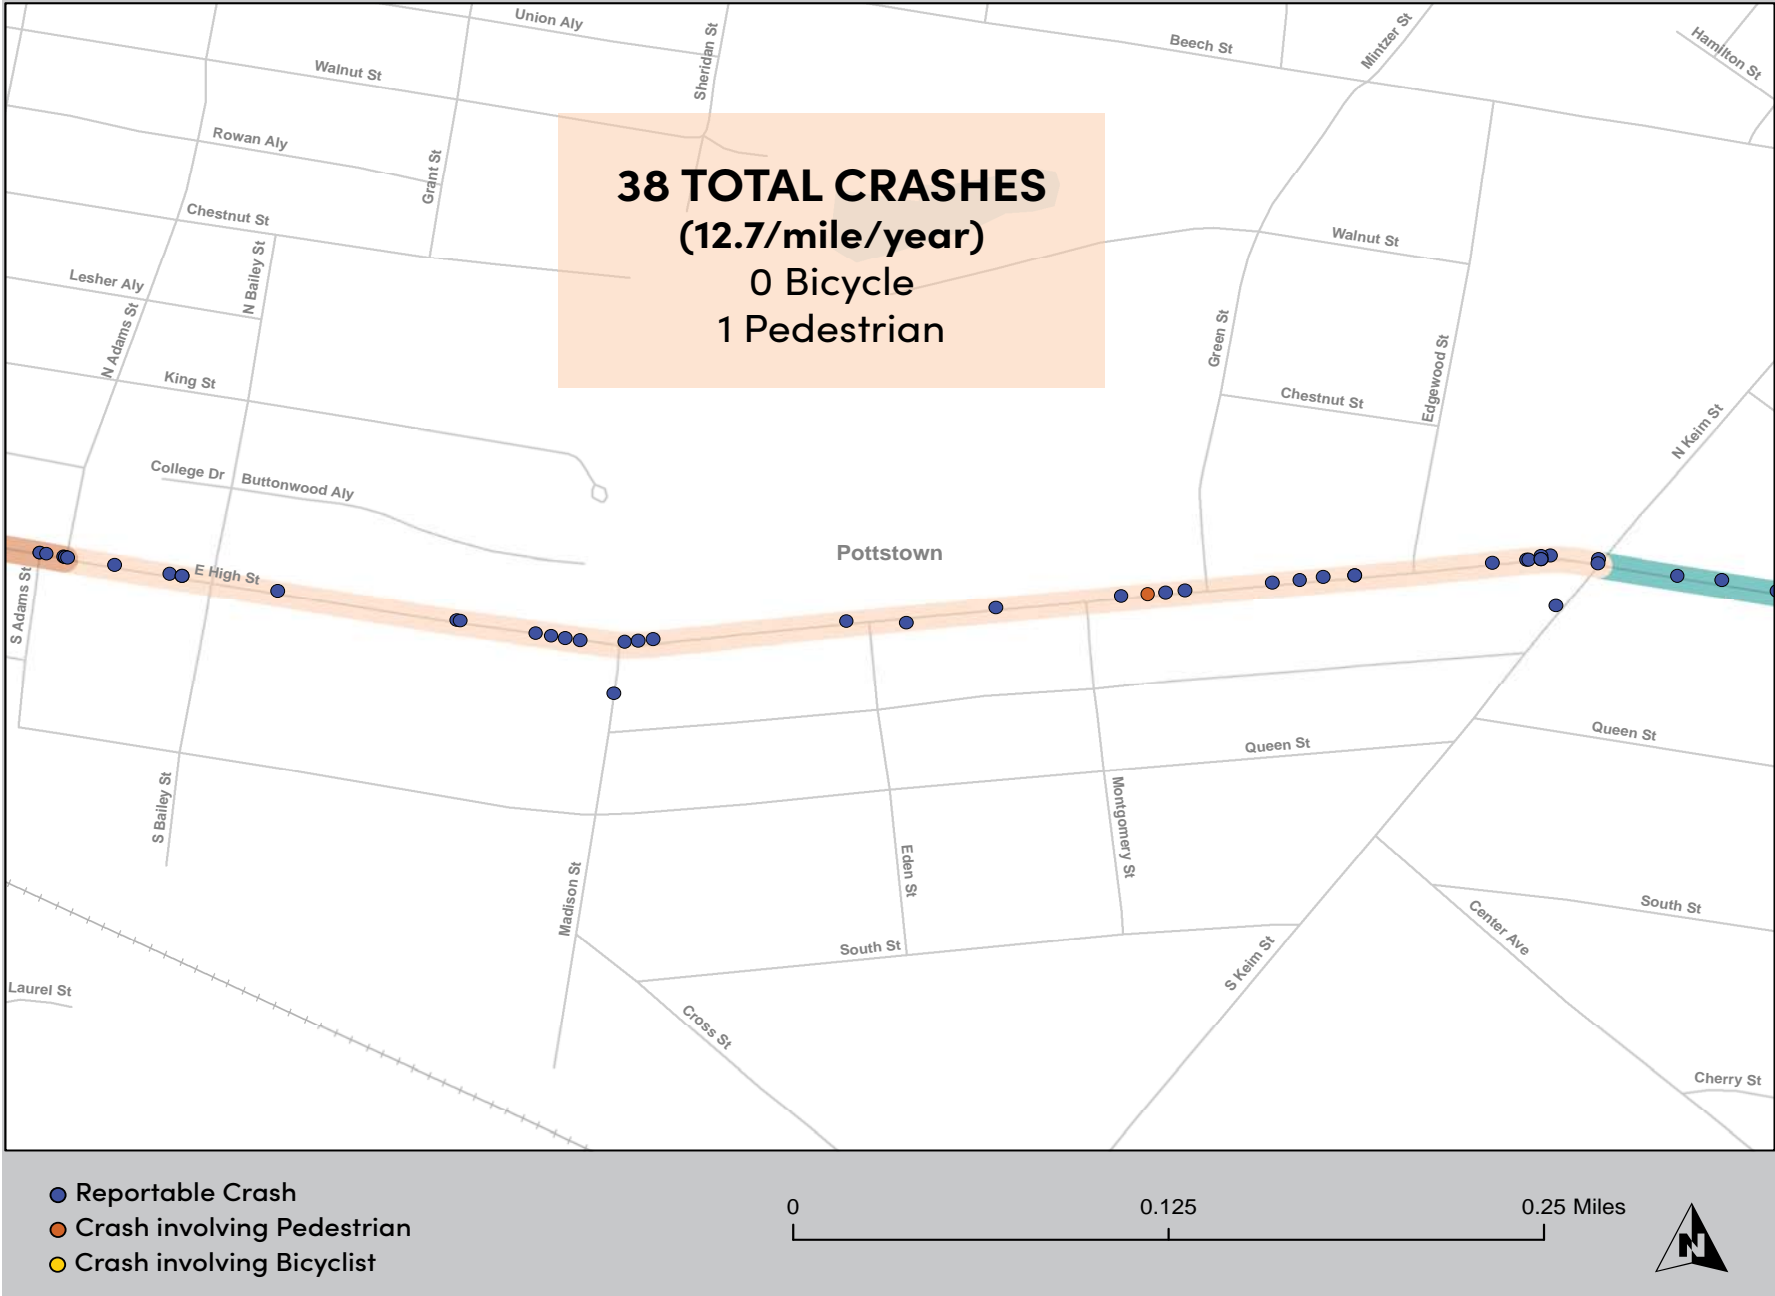 Union Aly
Sheridan St
Beech St
Mintzer St
Hamilton St
Walnut St
Rowan Aly
Grant St
38 TOTAL CRASHES
(12.7/mile/year)
0 Bicycle
1 Pedestrian
Chestnut St
N Bailey St
Lesher Aly
N Adams St
King St
Walnut St
Green St
Edgewood St
Chestnut St
N Keim St
College Dr
Buttonwood Aly
Pottstown
E High St
S Adams St
S Bailey St
Queen St
Queen St
Montgomery St
Eden St
Madison St
South St
South St
Center Ave
S Keim St
Laurel St
Cross St
Cherry St
Reportable Crash
Crash involving Pedestrian
Crash involving Bicyclist
0 0.125 0.25 Miles
N